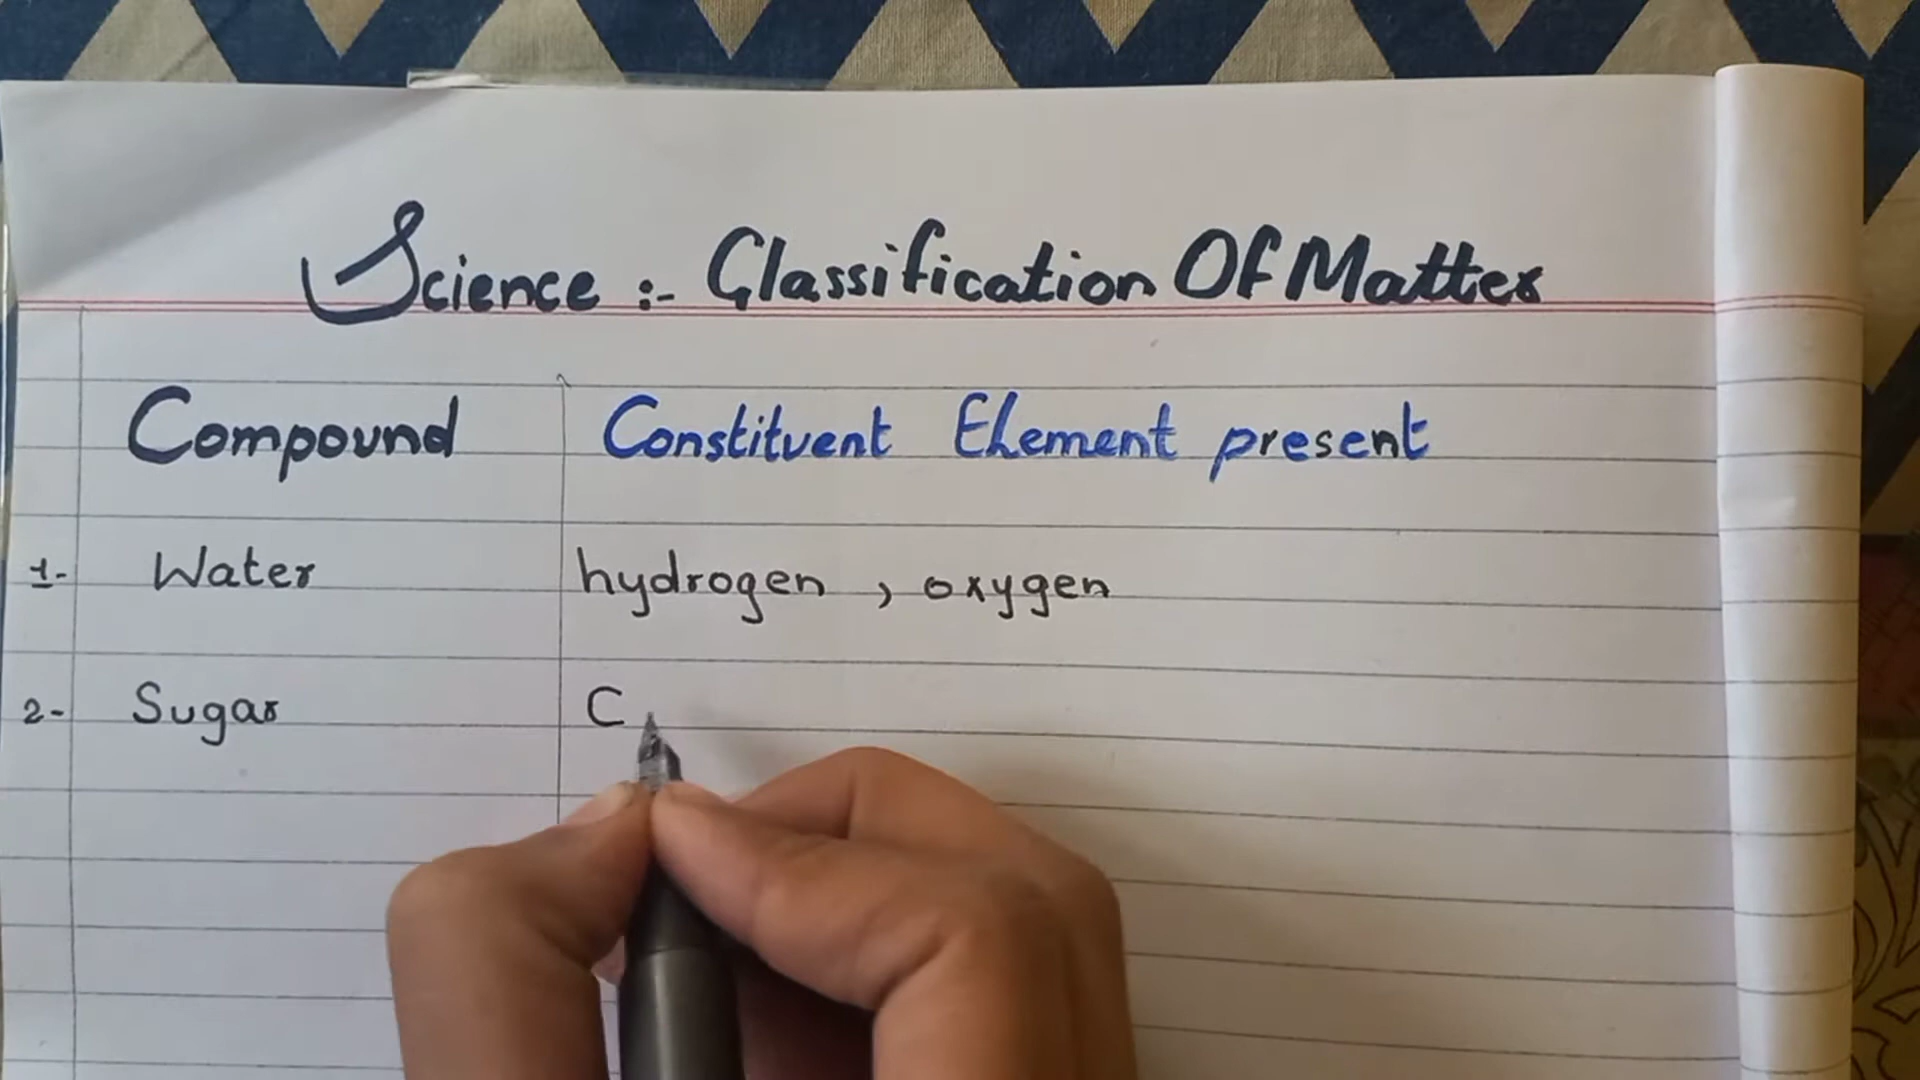 Science :- Classification Of Matter
Compound Constituent Element present
1- Water hydrogen , oxygen
2- Sugar C